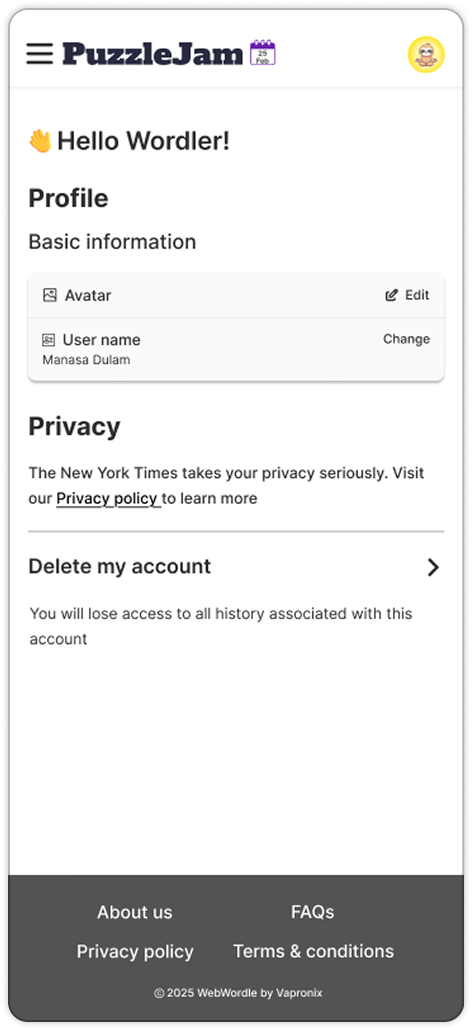 PuzzleJam
25
Feb
👋 Hello Wordler!
Profile
Basic information
Avatar
Edit
User name
Change
Manasa Dulam
Privacy
The New York Times takes your privacy seriously. Visit
our Privacy policy to learn more
Delete my account
You will lose access to all history associated with this
account
About us
FAQs
Privacy policy
Terms & conditions
© 2025 WebWordle by Vapronix